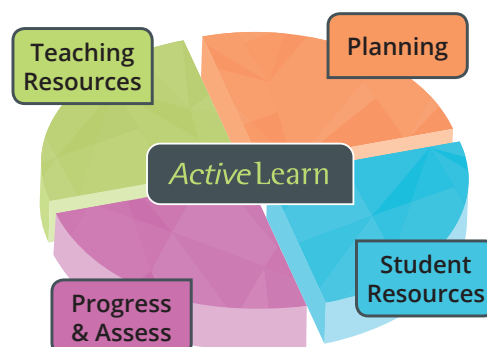 Teaching
Resources
Planning
ActiveLearn
Student
Resources
Progress
& Assess